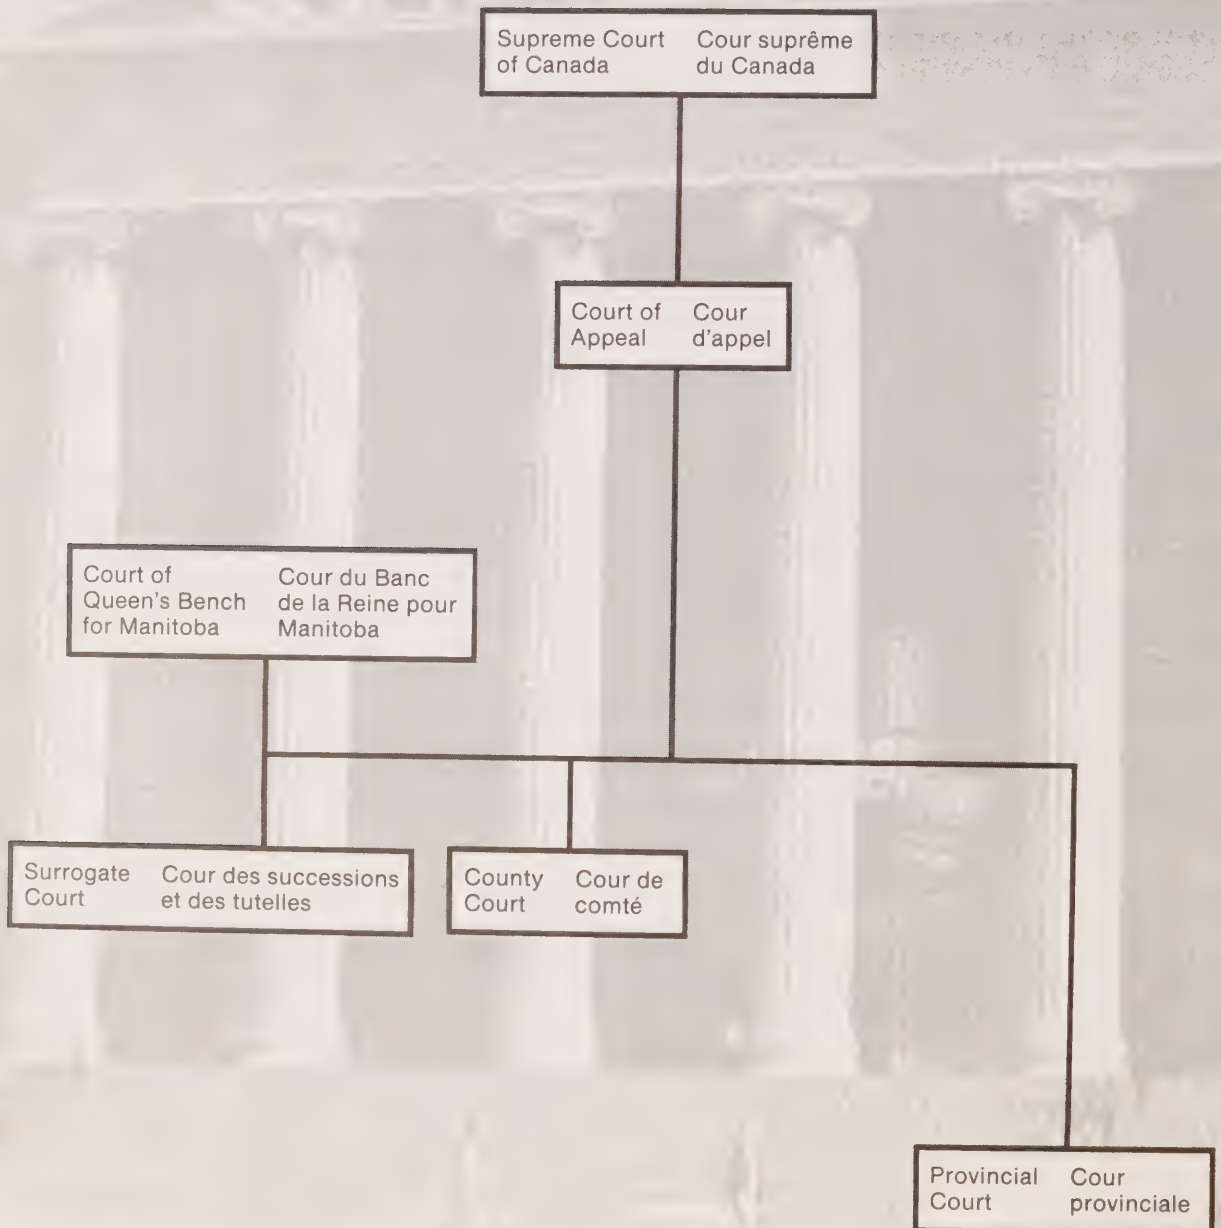 Supreme Court
of Canada
Cour suprême
du Canada
Court of
Appeal
Cour
d'appel
Court of
Queen's Bench
for Manitoba
Cour du Banc
de la Reine pour
Manitoba
Surrogate
Court
Cour des successions
et des tutelles
County
Court
Cour de
comté
Provincial
Court
Cour
provinciale